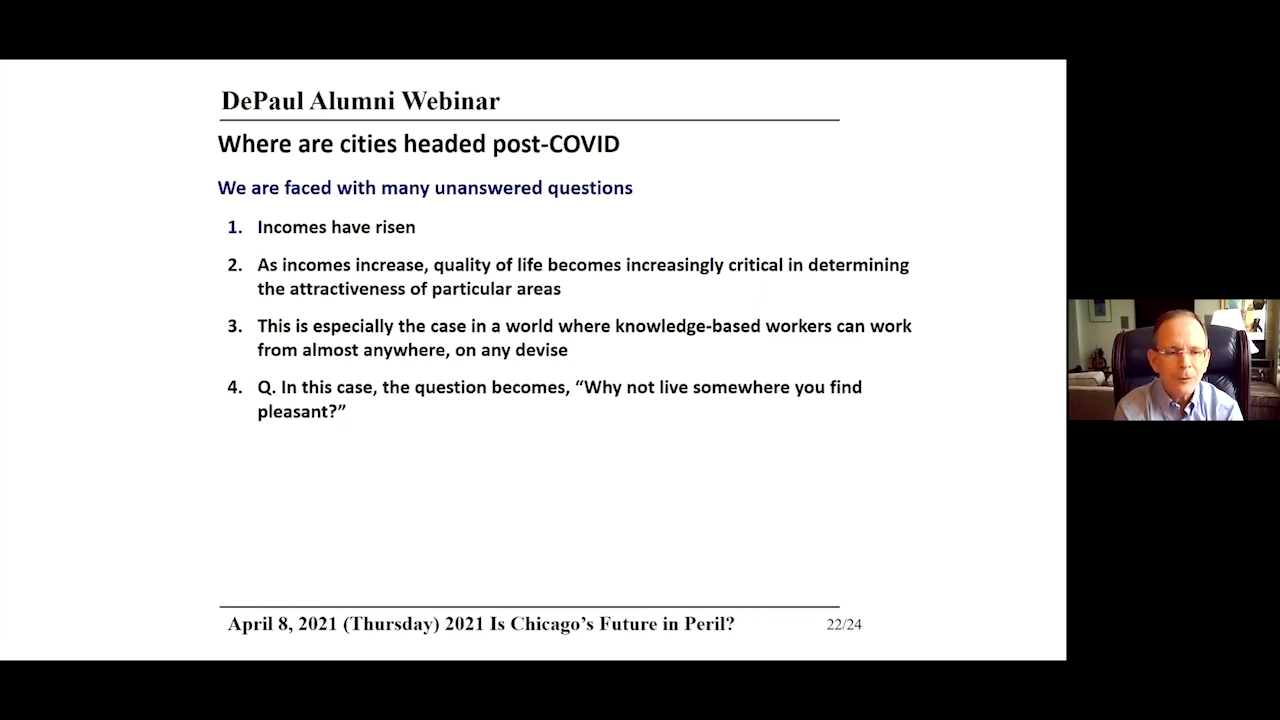 DePaul Alumni Webinar
Where are cities headed post-COVID
We are faced with many unanswered questions
1. Incomes have risen
2. As incomes increase, quality of life becomes increasingly critical in determining
the attractiveness of particular areas
3. This is especially the case in a world where knowledge-based workers can work
from almost anywhere, on any devise
4. Q. In this case, the question becomes, “Why not live somewhere you find
pleasant?”
April 8, 2021 (Thursday) 2021 Is Chicago’s Future in Peril? 22/24